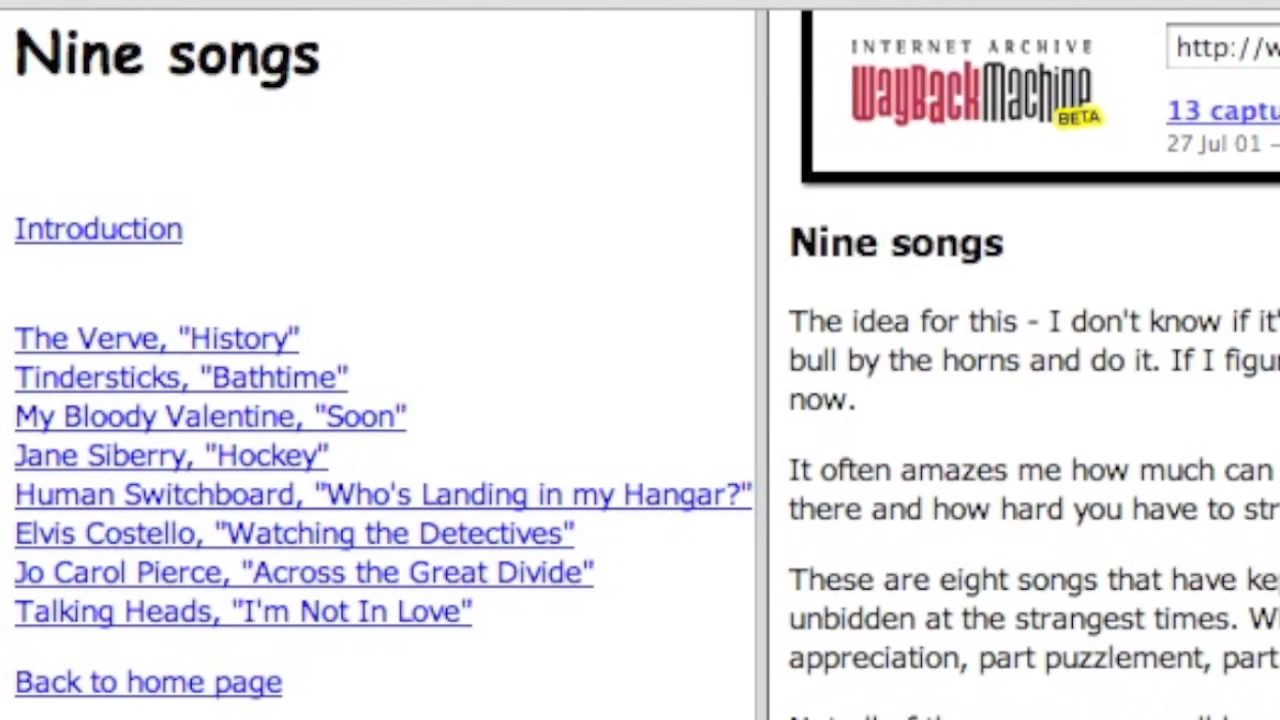 Nine songs
Introduction
The Verve, "History"
Tindersticks, "Bathtime"
My Bloody Valentine, "Soon"
Jane Siberry, "Hockey"
Human Switchboard, "Who's Landing in my Hangar?"
Elvis Costello, "Watching the Detectives"
Jo Carol Pierce, "Across the Great Divide"
Talking Heads, "I'm Not In Love"
Back to home page
INTERNET ARCHIVE
WayBackMachine
BETA
http://w
13 captu
27 Jul 01 -
Nine songs
The idea for this - I don't know if it'
bull by the horns and do it. If I figu
now.
It often amazes me how much can
there and how hard you have to str
These are eight songs that have ke
unbidden at the strangest times. W
appreciation, part puzzlement, part